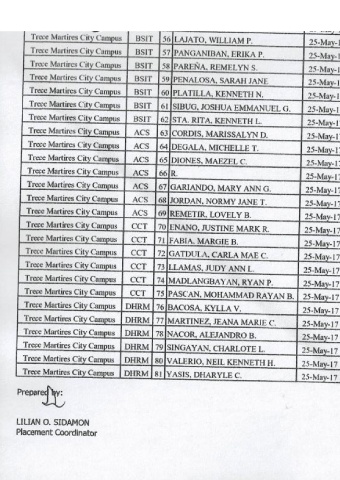 Trece Martires City Campus BSIT 56 LAJATO, WILLIAM P. 25-May-1
Trece Martires City Campus BSIT 57 PANGANIBAN, ERIKA P. 25-May-1
Trece Martires City Campus BSIT 58 PAREÑA, REMELYN S. 25-May-1
Trece Martires City Campus BSIT 59 PENALOSA, SARAH JANE 25-May-1
Trece Martires City Campus BSIT 60 PLATILLA, KENNETH N. 25-May-1
Trece Martires City Campus BSIT 61 SIBUG, JOSHUA EMMANUEL G. 25-May-1
Trece Martires City Campus BSIT 62 STA. RITA, KENNETH L. 25-May-1
Trece Martires City Campus ACS 63 CORDIS, MARISSALYN D. 25-May-1
Trece Martires City Campus ACS 64 DEGALA, MICHELLE T. 25-May-1
Trece Martires City Campus ACS 65 DIONES, MAEZEL C. 25-May-17
Trece Martires City Campus ACS 66 R. 25-May-17
Trece Martires City Campus ACS 67 GARIANDO, MARY ANN G. 25-May-17
Trece Martires City Campus ACS 68 JORDAN, NORMY JANE T. 25-May-17
Trece Martires City Campus ACS 69 REMETIR, LOVELY B. 25-May-17
Trece Martires City Campus CCT 70 ENANO, JUSTINE MARK R. 25-May-17
Trece Martires City Campus CCT 71 FABIA, MARGIE B. 25-May-17
Trece Martires City Campus CCT 72 GATDULA, CARLA MAE C. 25-May-17
Trece Martires City Campus CCT 73 LLAMAS, JUDY ANN L. 25-May-17
Trece Martires City Campus CCT 74 MADLANGBAYAN, RYAN P. 25-May-17
Trece Martires City Campus CCT 75 PASCAN, MOHAMMAD RAYAN B. 25-May-17
Trece Martires City Campus DHRM 76 BACOSA, KYLLA V. 25-May-17
Trece Martires City Campus DHRM 77 MARTINEZ, JEANA MARIE C. 25-May-17
Trece Martires City Campus DHRM 78 NACOR, ALEJANDRO B. 25-May-17
Trece Martires City Campus DHRM 79 SINGAYAN, CHARLOTE L. 25-May-17
Trece Martires City Campus DHRM 80 VALERIO, NEIL KENNETH H. 25-May-17
Trece Martires City Campus DHRM 81 YASIS, DHARYLE C. 25-May-17
Prepared by:
LILIAN O. SIDAMON
Placement Coordinator